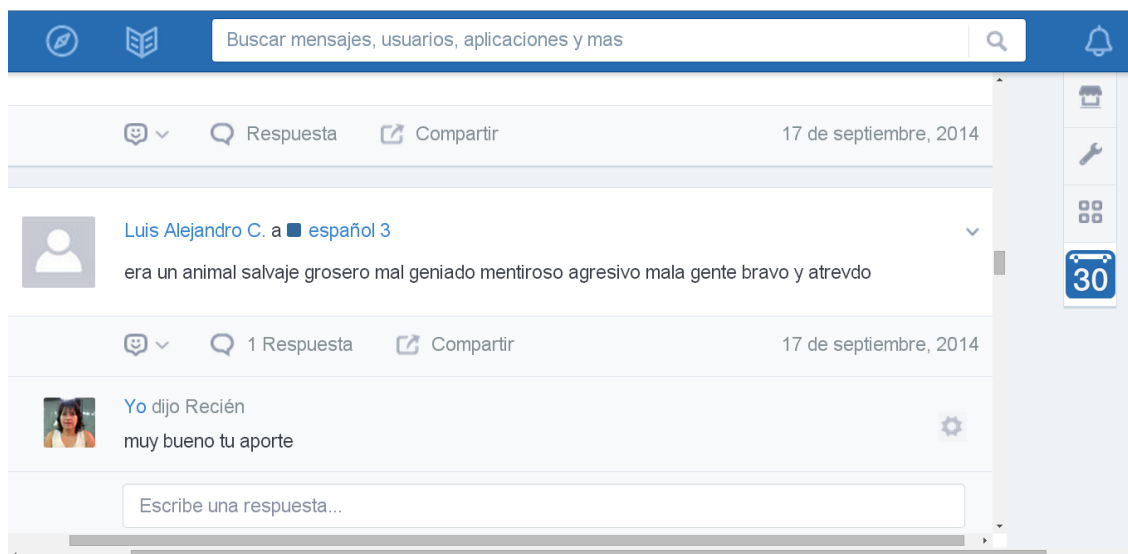 Buscar mensajes, usuarios, aplicaciones y mas
Respuesta Compartir 17 de septiembre, 2014
Luis Alejandro C. a español 3
era un animal salvaje grosero mal geniado mentiroso agresivo mala gente bravo y atrevdo
30
1 Respuesta Compartir 17 de septiembre, 2014
Yo dijo Recién
muy bueno tu aporte
Escribe una respuesta...